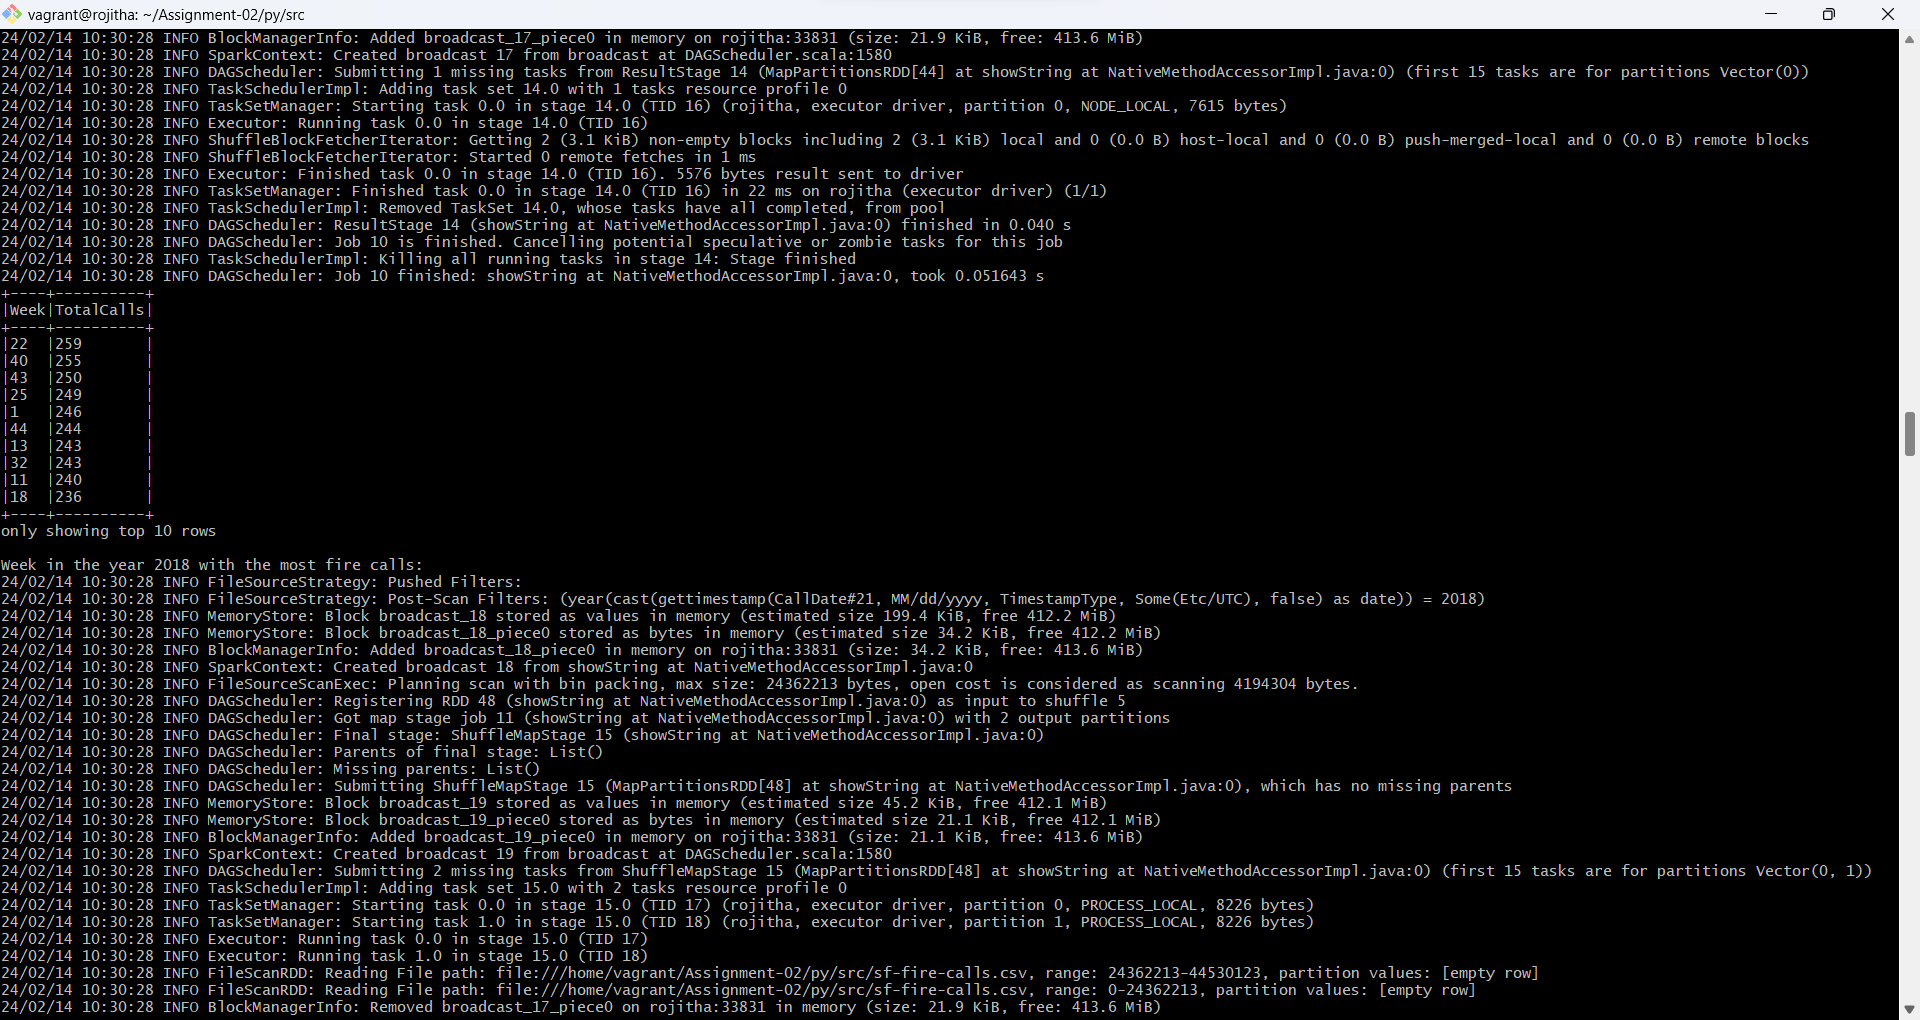 vagrant@rojitha: ~/Assignment-02/py/src
24/02/14 10:30:28 INFO BlockManagerInfo: Added broadcast_17_piece0 in memory on rojitha:33831 (size: 21.9 KiB, free: 413.6 MiB)
24/02/14 10:30:28 INFO SparkContext: Created broadcast 17 from broadcast at DAGScheduler.scala:1580
24/02/14 10:30:28 INFO DAGScheduler: Submitting 1 missing tasks from ResultStage 14 (MapPartitionsRDD[44] at showString at NativeMethodAccessorImpl.java:0) (first 15 tasks are for partitions Vector(0))
24/02/14 10:30:28 INFO TaskSchedulerImpl: Adding task set 14.0 with 1 tasks resource profile 0
24/02/14 10:30:28 INFO TaskSetManager: Starting task 0.0 in stage 14.0 (TID 16) (rojitha, executor driver, partition 0, NODE_LOCAL, 7615 bytes)
24/02/14 10:30:28 INFO Executor: Running task 0.0 in stage 14.0 (TID 16)
24/02/14 10:30:28 INFO ShuffleBlockFetcherIterator: Getting 2 (3.1 KiB) non-empty blocks including 2 (3.1 KiB) local and 0 (0.0 B) host-local and 0 (0.0 B) push-merged-local and 0 (0.0 B) remote blocks
24/02/14 10:30:28 INFO ShuffleBlockFetcherIterator: Started 0 remote fetches in 1 ms
24/02/14 10:30:28 INFO Executor: Finished task 0.0 in stage 14.0 (TID 16). 5576 bytes result sent to driver
24/02/14 10:30:28 INFO TaskSetManager: Finished task 0.0 in stage 14.0 (TID 16) in 22 ms on rojitha (executor driver) (1/1)
24/02/14 10:30:28 INFO TaskSchedulerImpl: Removed TaskSet 14.0, whose tasks have all completed, from pool
24/02/14 10:30:28 INFO DAGScheduler: ResultStage 14 (showString at NativeMethodAccessorImpl.java:0) finished in 0.040 s
24/02/14 10:30:28 INFO DAGScheduler: Job 10 is finished. Cancelling potential speculative or zombie tasks for this job
24/02/14 10:30:28 INFO TaskSchedulerImpl: Killing all running tasks in stage 14: Stage finished
24/02/14 10:30:28 INFO DAGScheduler: Job 10 finished: showString at NativeMethodAccessorImpl.java:0, took 0.051643 s
+----+----------+
|Week|TotalCalls|
+----+----------+
|22  |259       |
|40  |255       |
|43  |250       |
|25  |249       |
|1   |246       |
|44  |244       |
|13  |243       |
|32  |243       |
|11  |240       |
|18  |236       |
+----+----------+
only showing top 10 rows
Week in the year 2018 with the most fire calls:
24/02/14 10:30:28 INFO FileSourceStrategy: Pushed Filters:
24/02/14 10:30:28 INFO FileSourceStrategy: Post-Scan Filters: (year(cast(gettimestamp(CallDate#21, MM/dd/yyyy, TimestampType, Some(Etc/UTC), false) as date)) = 2018)
24/02/14 10:30:28 INFO MemoryStore: Block broadcast_18 stored as values in memory (estimated size 199.4 KiB, free 412.2 MiB)
24/02/14 10:30:28 INFO MemoryStore: Block broadcast_18_piece0 stored as bytes in memory (estimated size 34.2 KiB, free 412.2 MiB)
24/02/14 10:30:28 INFO BlockManagerInfo: Added broadcast_18_piece0 in memory on rojitha:33831 (size: 34.2 KiB, free: 413.6 MiB)
24/02/14 10:30:28 INFO SparkContext: Created broadcast 18 from showString at NativeMethodAccessorImpl.java:0
24/02/14 10:30:28 INFO FileSourceScanExec: Planning scan with bin packing, max size: 24362213 bytes, open cost is considered as scanning 4194304 bytes.
24/02/14 10:30:28 INFO DAGScheduler: Registering RDD 48 (showString at NativeMethodAccessorImpl.java:0) as input to shuffle 5
24/02/14 10:30:28 INFO DAGScheduler: Got map stage job 11 (showString at NativeMethodAccessorImpl.java:0) with 2 output partitions
24/02/14 10:30:28 INFO DAGScheduler: Final stage: ShuffleMapStage 15 (showString at NativeMethodAccessorImpl.java:0)
24/02/14 10:30:28 INFO DAGScheduler: Parents of final stage: List()
24/02/14 10:30:28 INFO DAGScheduler: Missing parents: List()
24/02/14 10:30:28 INFO DAGScheduler: Submitting ShuffleMapStage 15 (MapPartitionsRDD[48] at showString at NativeMethodAccessorImpl.java:0), which has no missing parents
24/02/14 10:30:28 INFO MemoryStore: Block broadcast_19 stored as values in memory (estimated size 45.2 KiB, free 412.1 MiB)
24/02/14 10:30:28 INFO MemoryStore: Block broadcast_19_piece0 stored as bytes in memory (estimated size 21.1 KiB, free 412.1 MiB)
24/02/14 10:30:28 INFO BlockManagerInfo: Added broadcast_19_piece0 in memory on rojitha:33831 (size: 21.1 KiB, free: 413.6 MiB)
24/02/14 10:30:28 INFO SparkContext: Created broadcast 19 from broadcast at DAGScheduler.scala:1580
24/02/14 10:30:28 INFO DAGScheduler: Submitting 2 missing tasks from ShuffleMapStage 15 (MapPartitionsRDD[48] at showString at NativeMethodAccessorImpl.java:0) (first 15 tasks are for partitions Vector(0, 1))
24/02/14 10:30:28 INFO TaskSchedulerImpl: Adding task set 15.0 with 2 tasks resource profile 0
24/02/14 10:30:28 INFO TaskSetManager: Starting task 0.0 in stage 15.0 (TID 17) (rojitha, executor driver, partition 0, PROCESS_LOCAL, 8226 bytes)
24/02/14 10:30:28 INFO TaskSetManager: Starting task 1.0 in stage 15.0 (TID 18) (rojitha, executor driver, partition 1, PROCESS_LOCAL, 8226 bytes)
24/02/14 10:30:28 INFO Executor: Running task 0.0 in stage 15.0 (TID 17)
24/02/14 10:30:28 INFO Executor: Running task 1.0 in stage 15.0 (TID 18)
24/02/14 10:30:28 INFO FileScanRDD: Reading File path: file:///home/vagrant/Assignment-02/py/src/sf-fire-calls.csv, range: 24362213-44530123, partition values: [empty row]
24/02/14 10:30:28 INFO FileScanRDD: Reading File path: file:///home/vagrant/Assignment-02/py/src/sf-fire-calls.csv, range: 0-24362213, partition values: [empty row]
24/02/14 10:30:28 INFO BlockManagerInfo: Removed broadcast_17_piece0 on rojitha:33831 in memory (size: 21.9 KiB, free: 413.6 MiB)